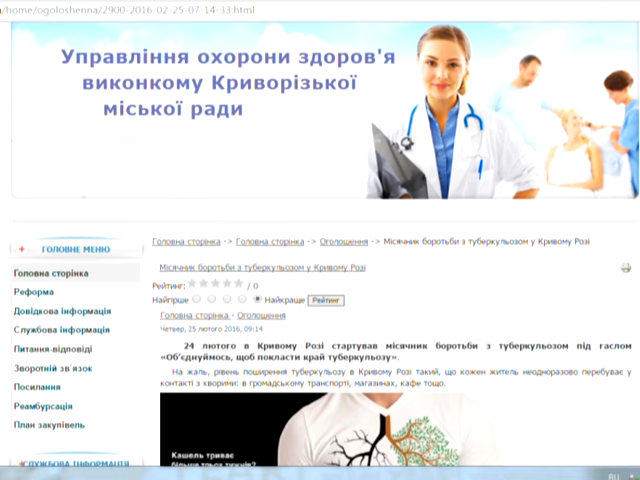 /home/ogoloshenna/2900-2016-02-25-07-14-33.html
Управління охорони здоров'я
виконкому Криворізької
міської ради
ГОЛОВНЕ МЕНЮ
Головна сторінка
Реформа
Довідкова інформація
Службова інформація
Питання-відповіді
Зворотній зв'язок
Посилання
Реамбурсація
План закупівель
СЛУЖБОВА ІНФОРМАЦІЯ
Головна сторінка -> Головна сторінка -> Оголошення -> Місячник боротьби з туберкульозом у Кривому Розі
Місячник боротьби з туберкульозом у Кривому Розі
Рейтинг: / 0
Найгірше Найкраще Рейтинг
Головна сторінка - Оголошення
Четвер, 25 лютого 2016, 09:14
24 лютого в Кривому Розі стартував місячник боротьби з туберкульозом під гаслом
«Об'єднуймось, щоб покласти край туберкульозу».
На жаль, рівень поширення туберкульозу в Кривому Розі такий, що кожен житель неодноразово перебуває у
контакті з хворими: в громадському транспорті, магазинах, кафе тощо.
Кашель триває
більше трьох тижнів?
RU